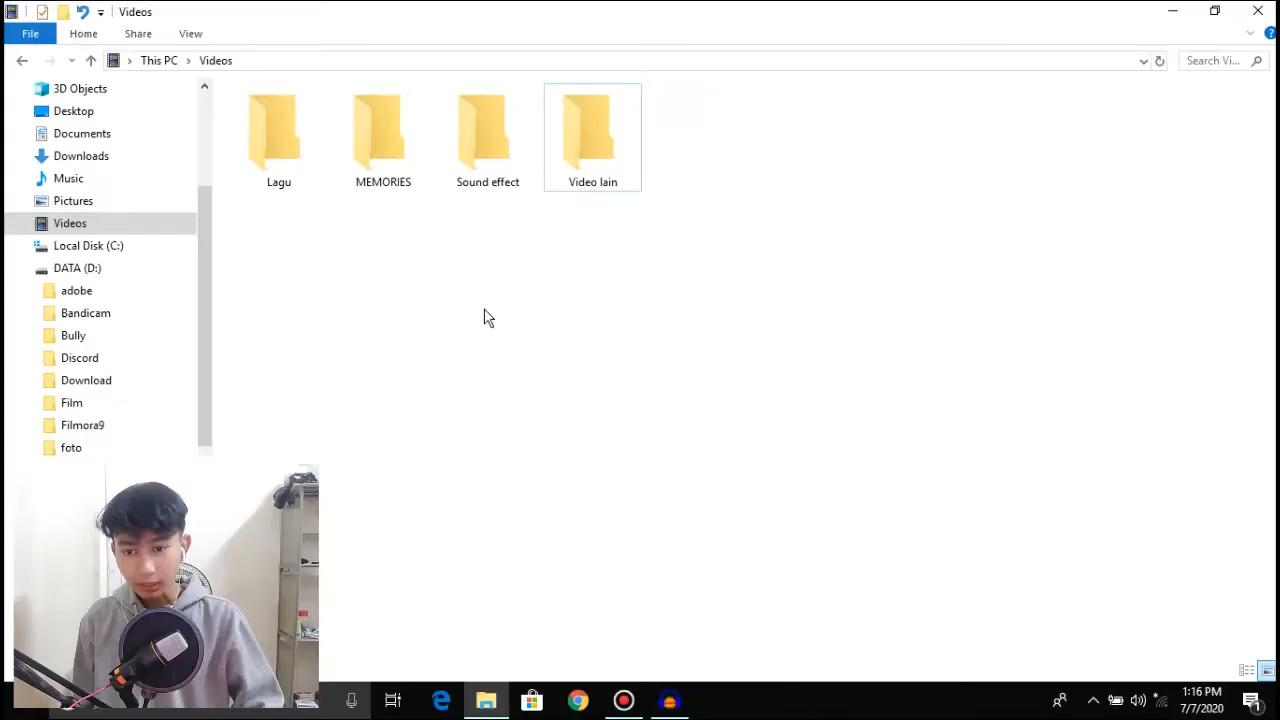 Videos
File Home Share View
This PC Videos Search Vi...
3D Objects
Desktop
Documents
Downloads
Music
Pictures
Videos
Local Disk (C:)
DATA (D:)
adobe
Bandicam
Bully
Discord
Download
Film
Filmora9
foto
Lagu MEMORIES Sound effect Video lain
1:16 PM
7/7/2020
1